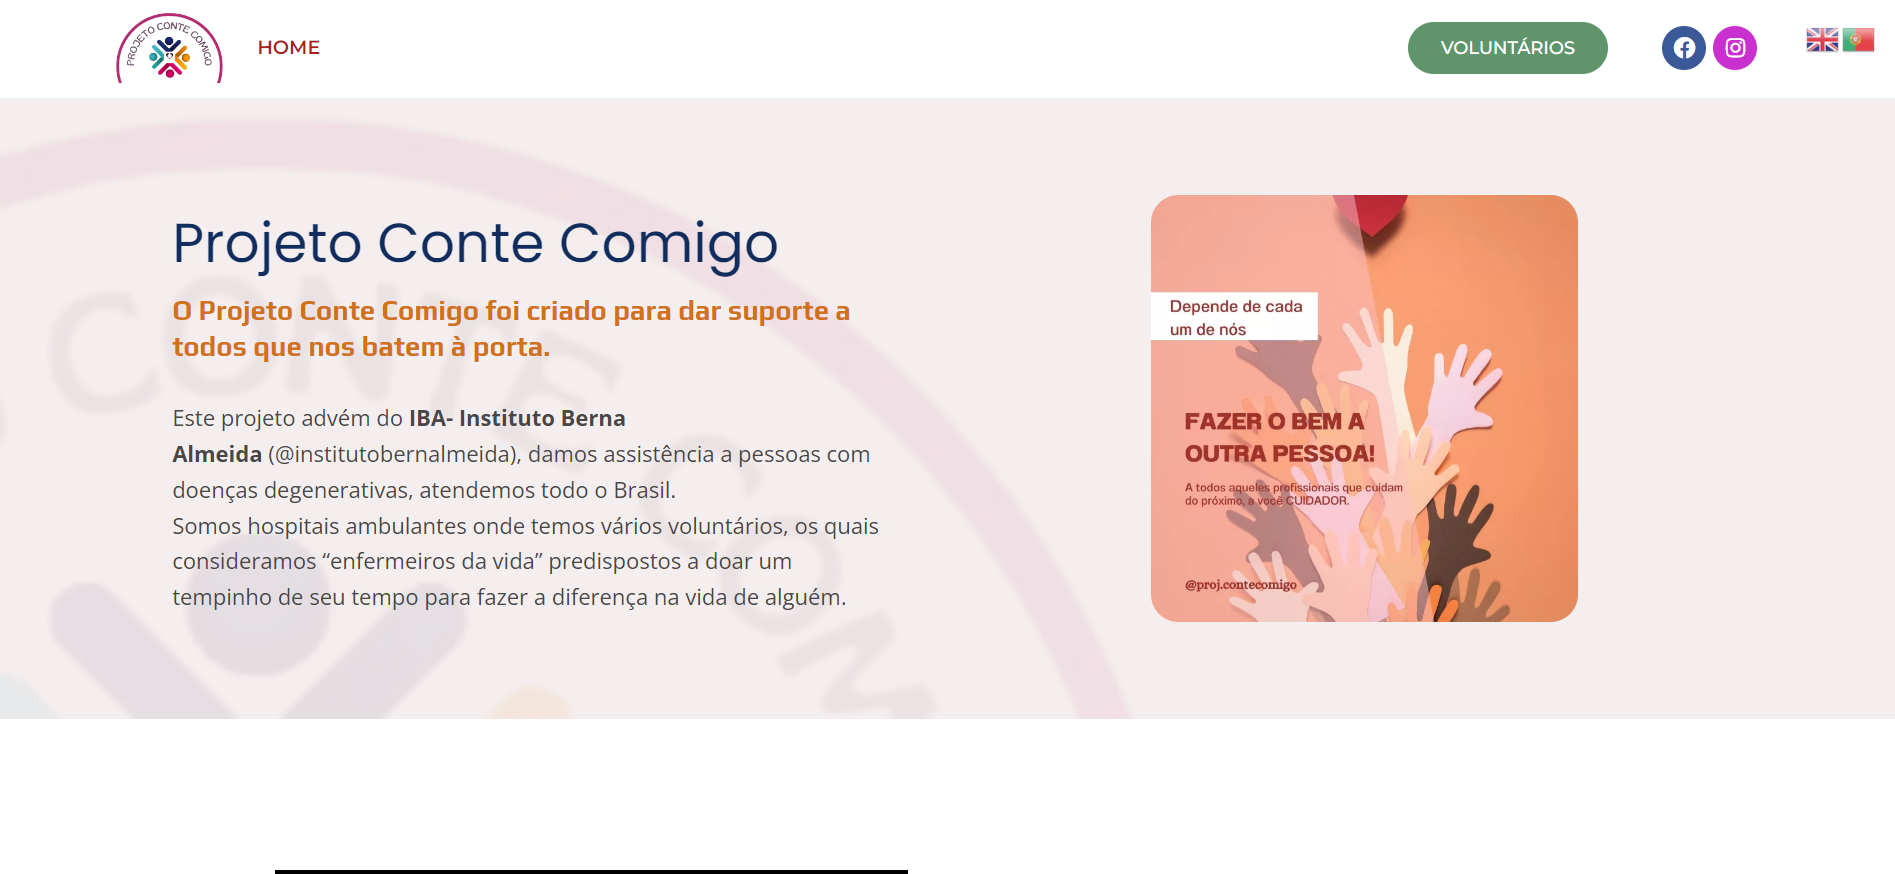 PROJETO CONTE COMIGO
HOME
VOLUNTÁRIOS
CONTE COM
Projeto Conte Comigo
O Projeto Conte Comigo foi criado para dar suporte a
todos que nos batem à porta.
Este projeto advém do IBA- Instituto Berna
Almeida (@institutobernalmeida), damos assistência a pessoas com
doenças degenerativas, atendemos todo o Brasil.
Somos hospitais ambulantes onde temos vários voluntários, os quais
consideramos “enfermeiros da vida” predispostos a doar um
tempinho de seu tempo para fazer a diferença na vida de alguém.
Depende de cada
um de nós
FAZER O BEM A
OUTRA PESSOA!
A todos aqueles profissionais que cuidam
do próximo, a você CUIDADOR.
@proj.contecomigo